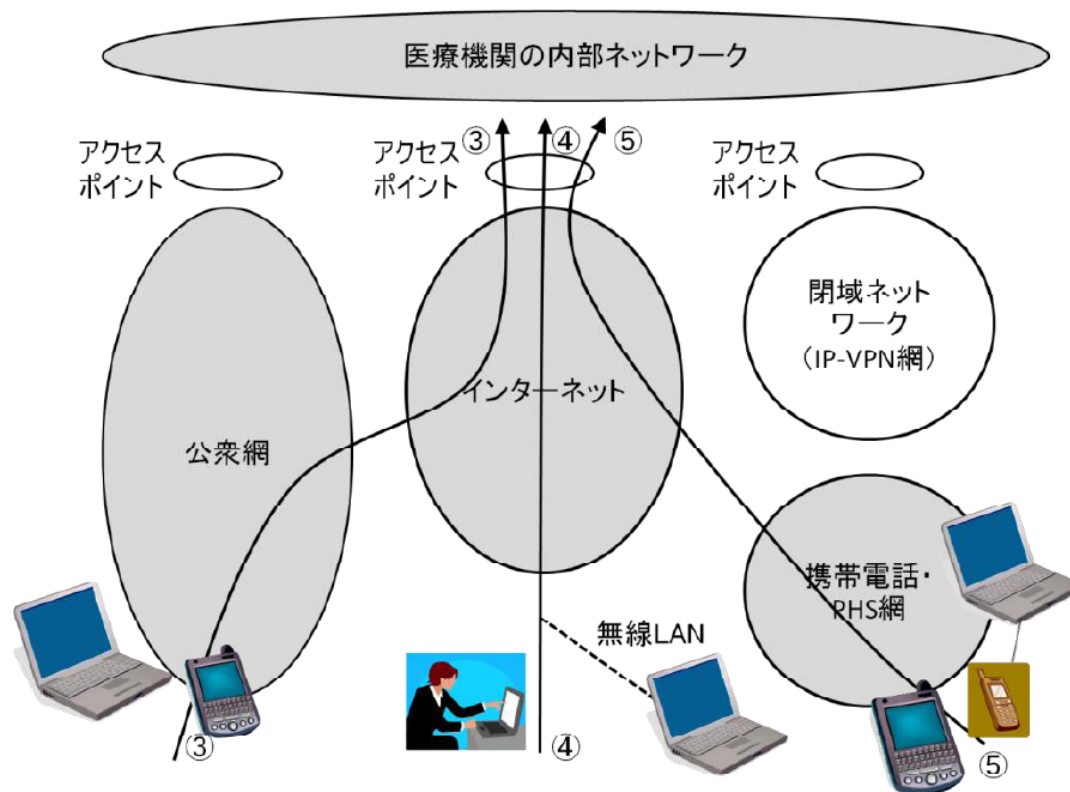 医療機関の内部ネットワーク
③
④
⑤
アクセス
ポイント
アクセス
ポイント
アクセス
ポイント
閉域ネット
ワーク
(IP-VPN網)
インターネット
公衆網
携帯電話・
PHS網
無線LAN
③
④
⑤